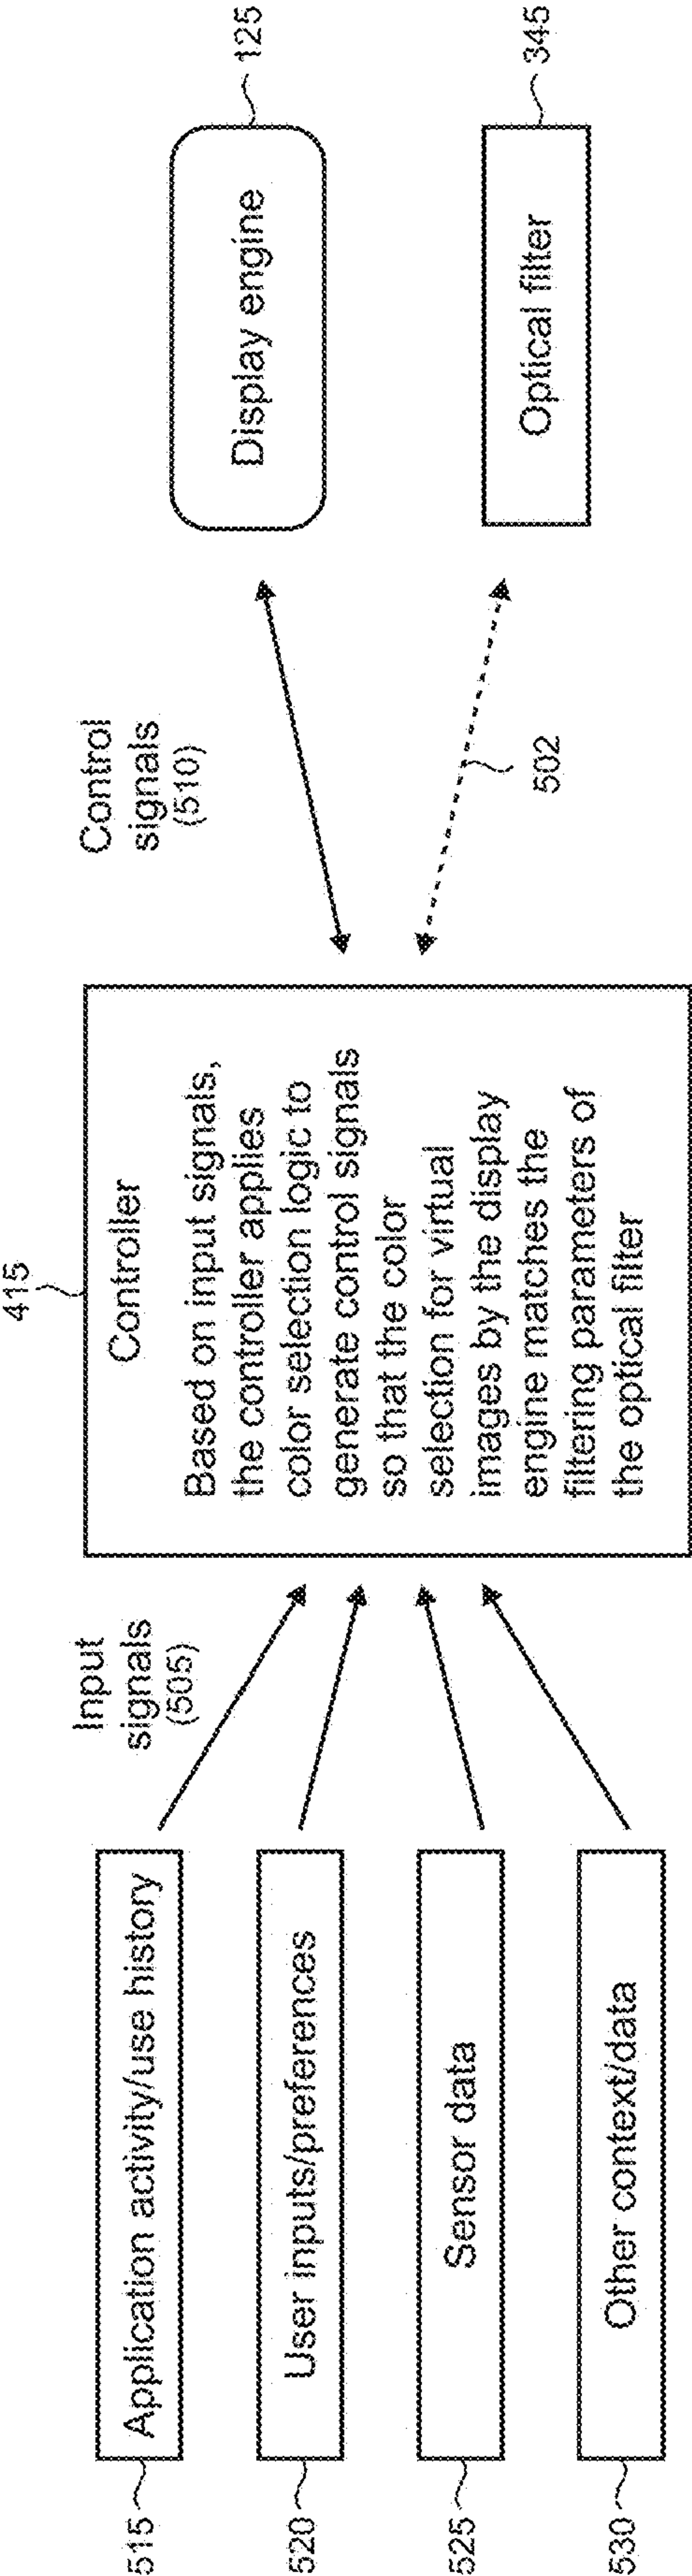 515
Application activity/use history
520
User inputs/preferences
525
Sensor data
530
Other context/data
Input
signals
(505)
415
Controller
Based on input signals,
the controller applies
color selection logic to
generate control signals
so that the color
selection for virtual
images by the display
engine matches the
filtering parameters of
the optical filter
Control
signals
(510)
502
Display engine
125
Optical filter
345